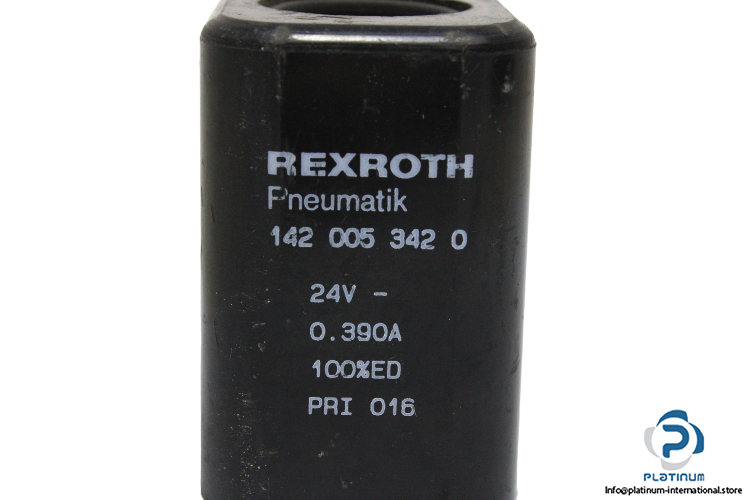 REXROTH
Pneumatik
142 005 342 0
24V -
0.390A
100%ED
PRI 016
PLATINUM
Info@platinum-international.store